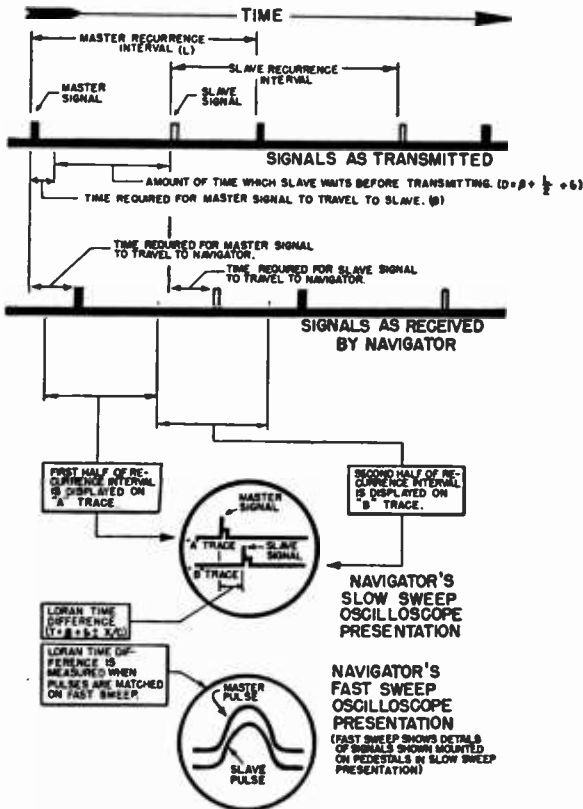 TIME
MASTER RECURRENCE
INTERVAL (L)
SLAVE RECURRENCE
INTERVAL
MASTER
SIGNAL
SLAVE
SIGNAL
SIGNALS AS TRANSMITTED
AMOUNT OF TIME WHICH SLAVE WAITS BEFORE TRANSMITTING. (D=β+ L/2 +δ)
TIME REQUIRED FOR MASTER SIGNAL TO TRAVEL TO SLAVE. (β)
TIME REQUIRED FOR MASTER SIGNAL
TO TRAVEL TO NAVIGATOR.
TIME REQUIRED FOR SLAVE SIGNAL
TO TRAVEL TO NAVIGATOR.
SIGNALS AS RECEIVED
BY NAVIGATOR
FIRST HALF OF RE-
CURRENCE INTERVAL
IS DISPLAYED ON
"A" TRACE.
SECOND HALF OF RE-
CURRENCE INTERVAL
IS DISPLAYED ON
"B" TRACE.
MASTER
SIGNAL
"A" TRACE
SLAVE
SIGNAL
"B" TRACE
NAVIGATOR'S
SLOW SWEEP
OSCILLOSCOPE
PRESENTATION
LORAN TIME
DIFFERENCE
LORAN TIME DIF-
FERENCE IS
MEASURED WHEN
PULSES ARE MATCHED
ON FAST SWEEP.
MASTER
PULSE
SLAVE
PULSE
NAVIGATOR'S
FAST SWEEP
OSCILLOSCOPE
PRESENTATION
(FAST SWEEP SHOWS DETAILS
OF SIGNALS SHOWN MOUNTED
ON PEDESTALS IN SLOW SWEEP
PRESENTATION)